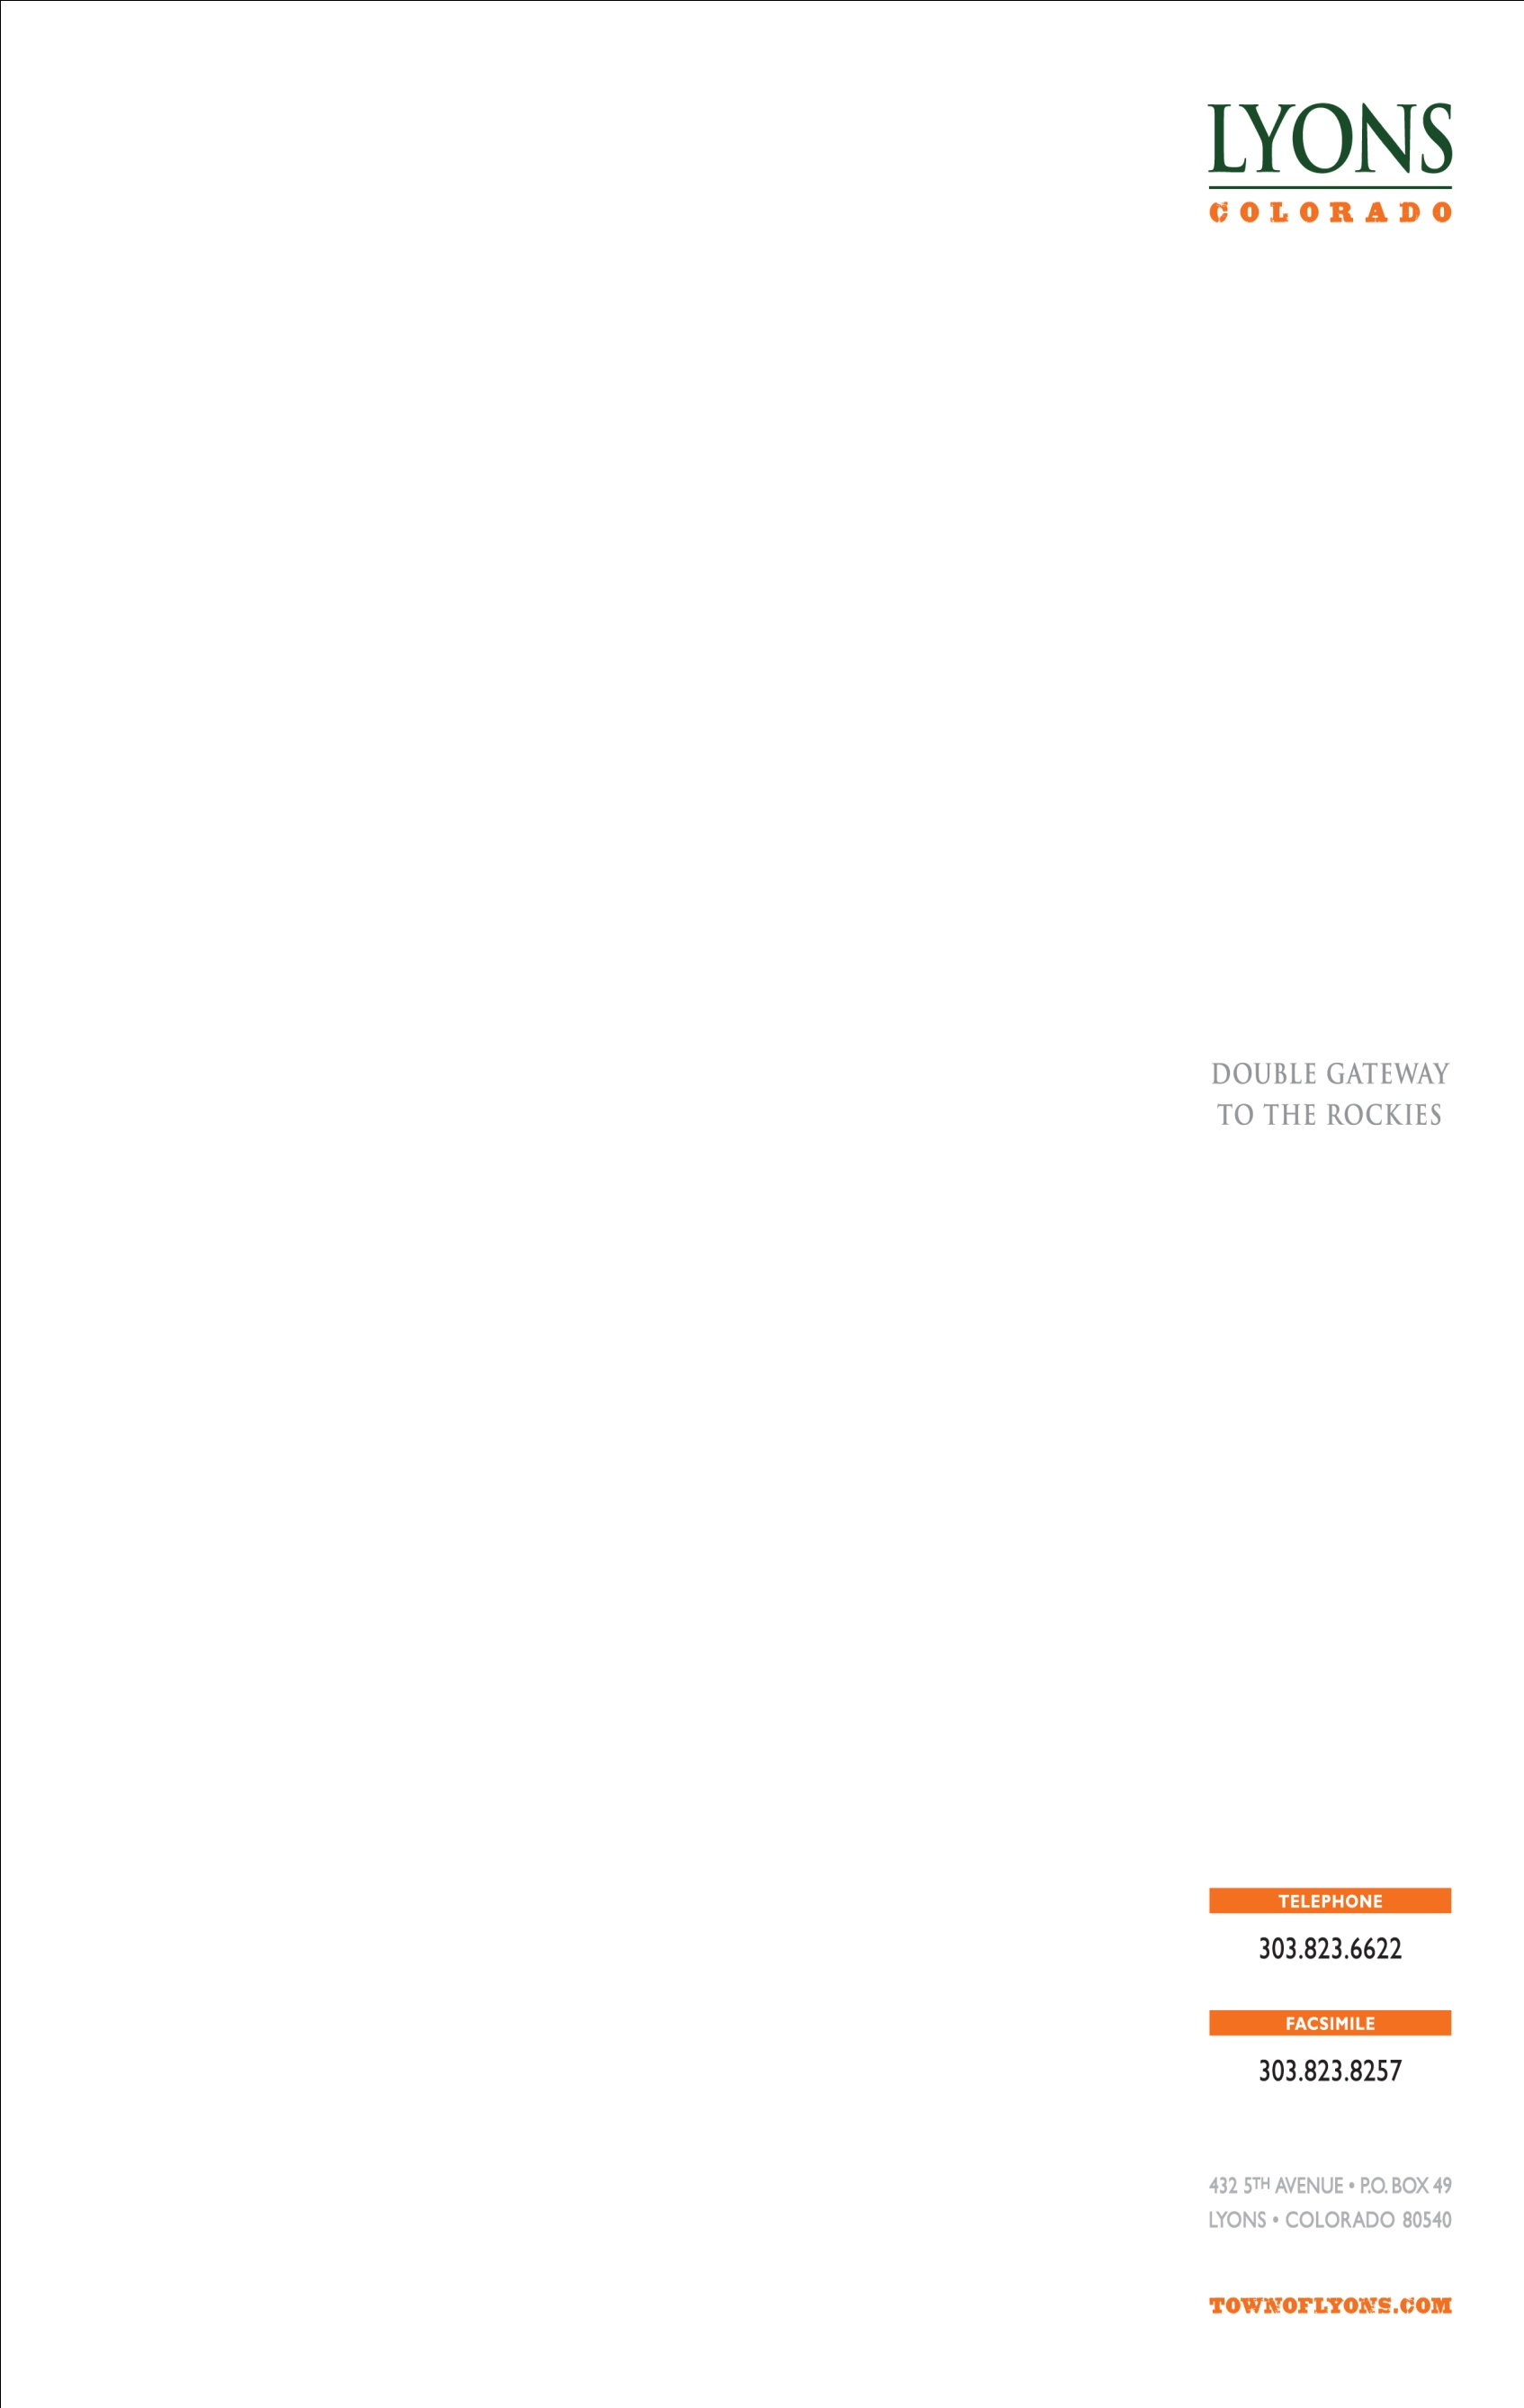 LYONS
COLORADO
DOUBLE GATEWAY
TO THE ROCKIES
TELEPHONE
303.823.6622
FACSIMILE
303.823.8257
432 5TH AVENUE • P.O. BOX 49
LYONS • COLORADO 80540
TOWNOFLYONS.COM